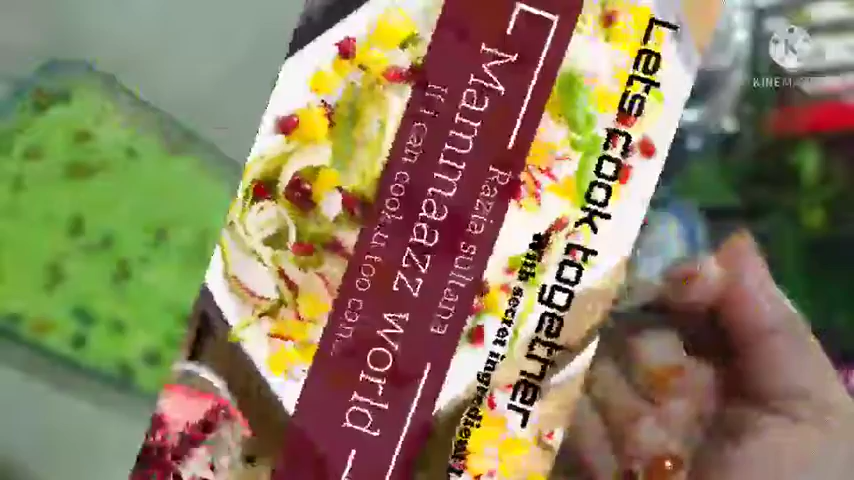 Lets cook together
With secret ingredient
Razia sultana
Mammaazz world
If i can cook u too can...
KINEMASTER